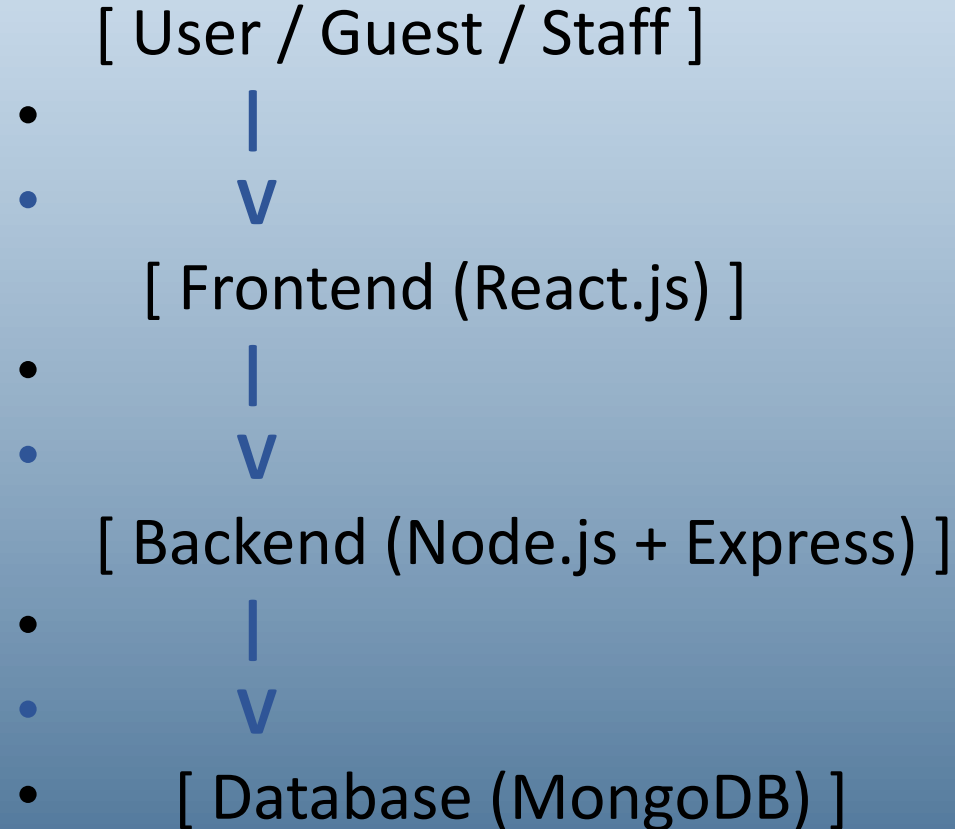 [ User / Guest / Staff ]
• |
• V
[ Frontend (React.js) ]
• |
• V
[ Backend (Node.js + Express) ]
• |
• V
• [ Database (MongoDB) ]